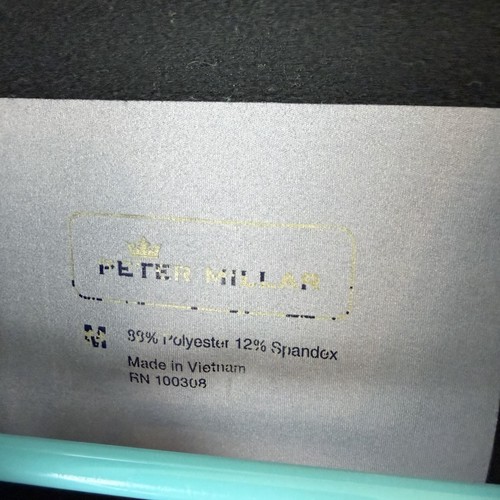 PETER MILLAR
M 88% Polyester 12% Spandex
Made in Vietnam
RN 100308